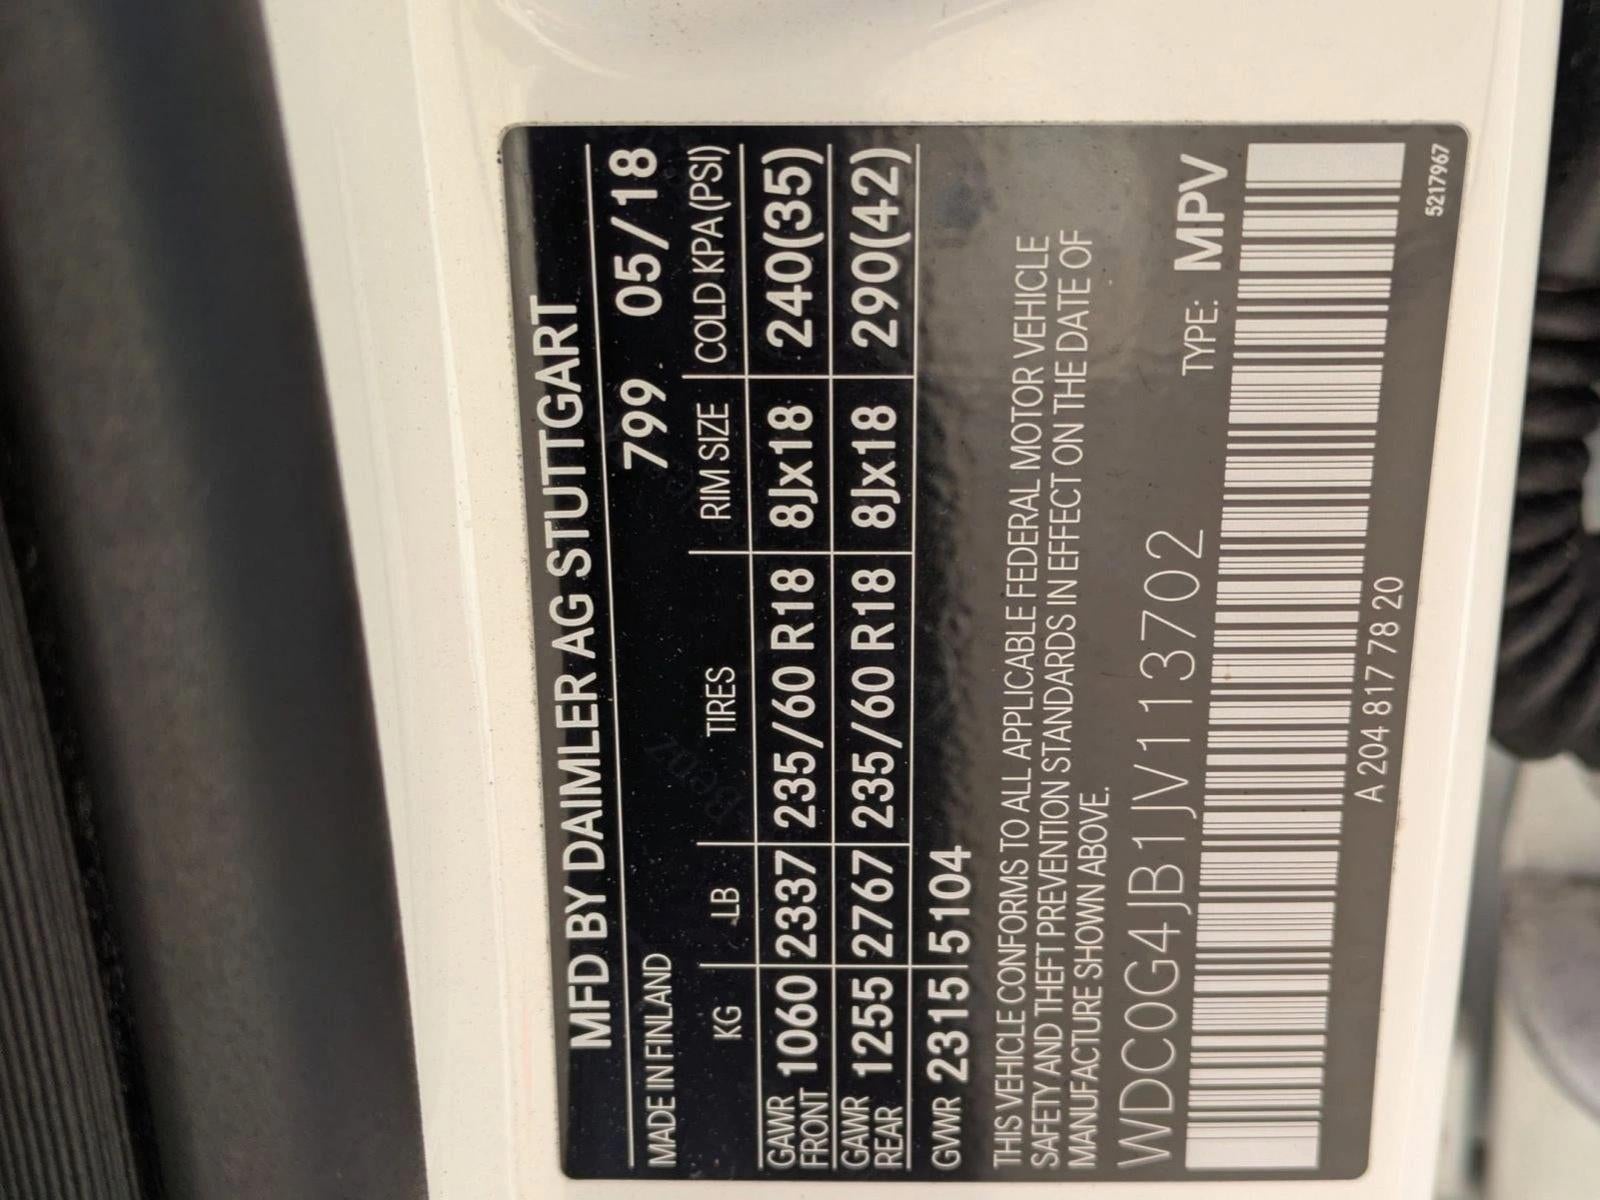 MFD BY DAIMLER AG STUTTGART
MADE IN FINLAND 799 05/18
KG LB TIRES RIM SIZE COLD KPA (PSI)
GAWR FRONT 1060 2337 235/60 R18 8Jx18 240(35)
GAWR REAR 1255 2767 235/60 R18 8Jx18 290(42)
GVWR 2315 5104
THIS VEHICLE CONFORMS TO ALL APPLICABLE FEDERAL MOTOR VEHICLE
SAFETY AND THEFT PREVENTION STANDARDS IN EFFECT ON THE DATE OF
MANUFACTURE SHOWN ABOVE.
WDC0G4JB1JV113702 TYPE: MPV
A 204 817 78 20 5217967